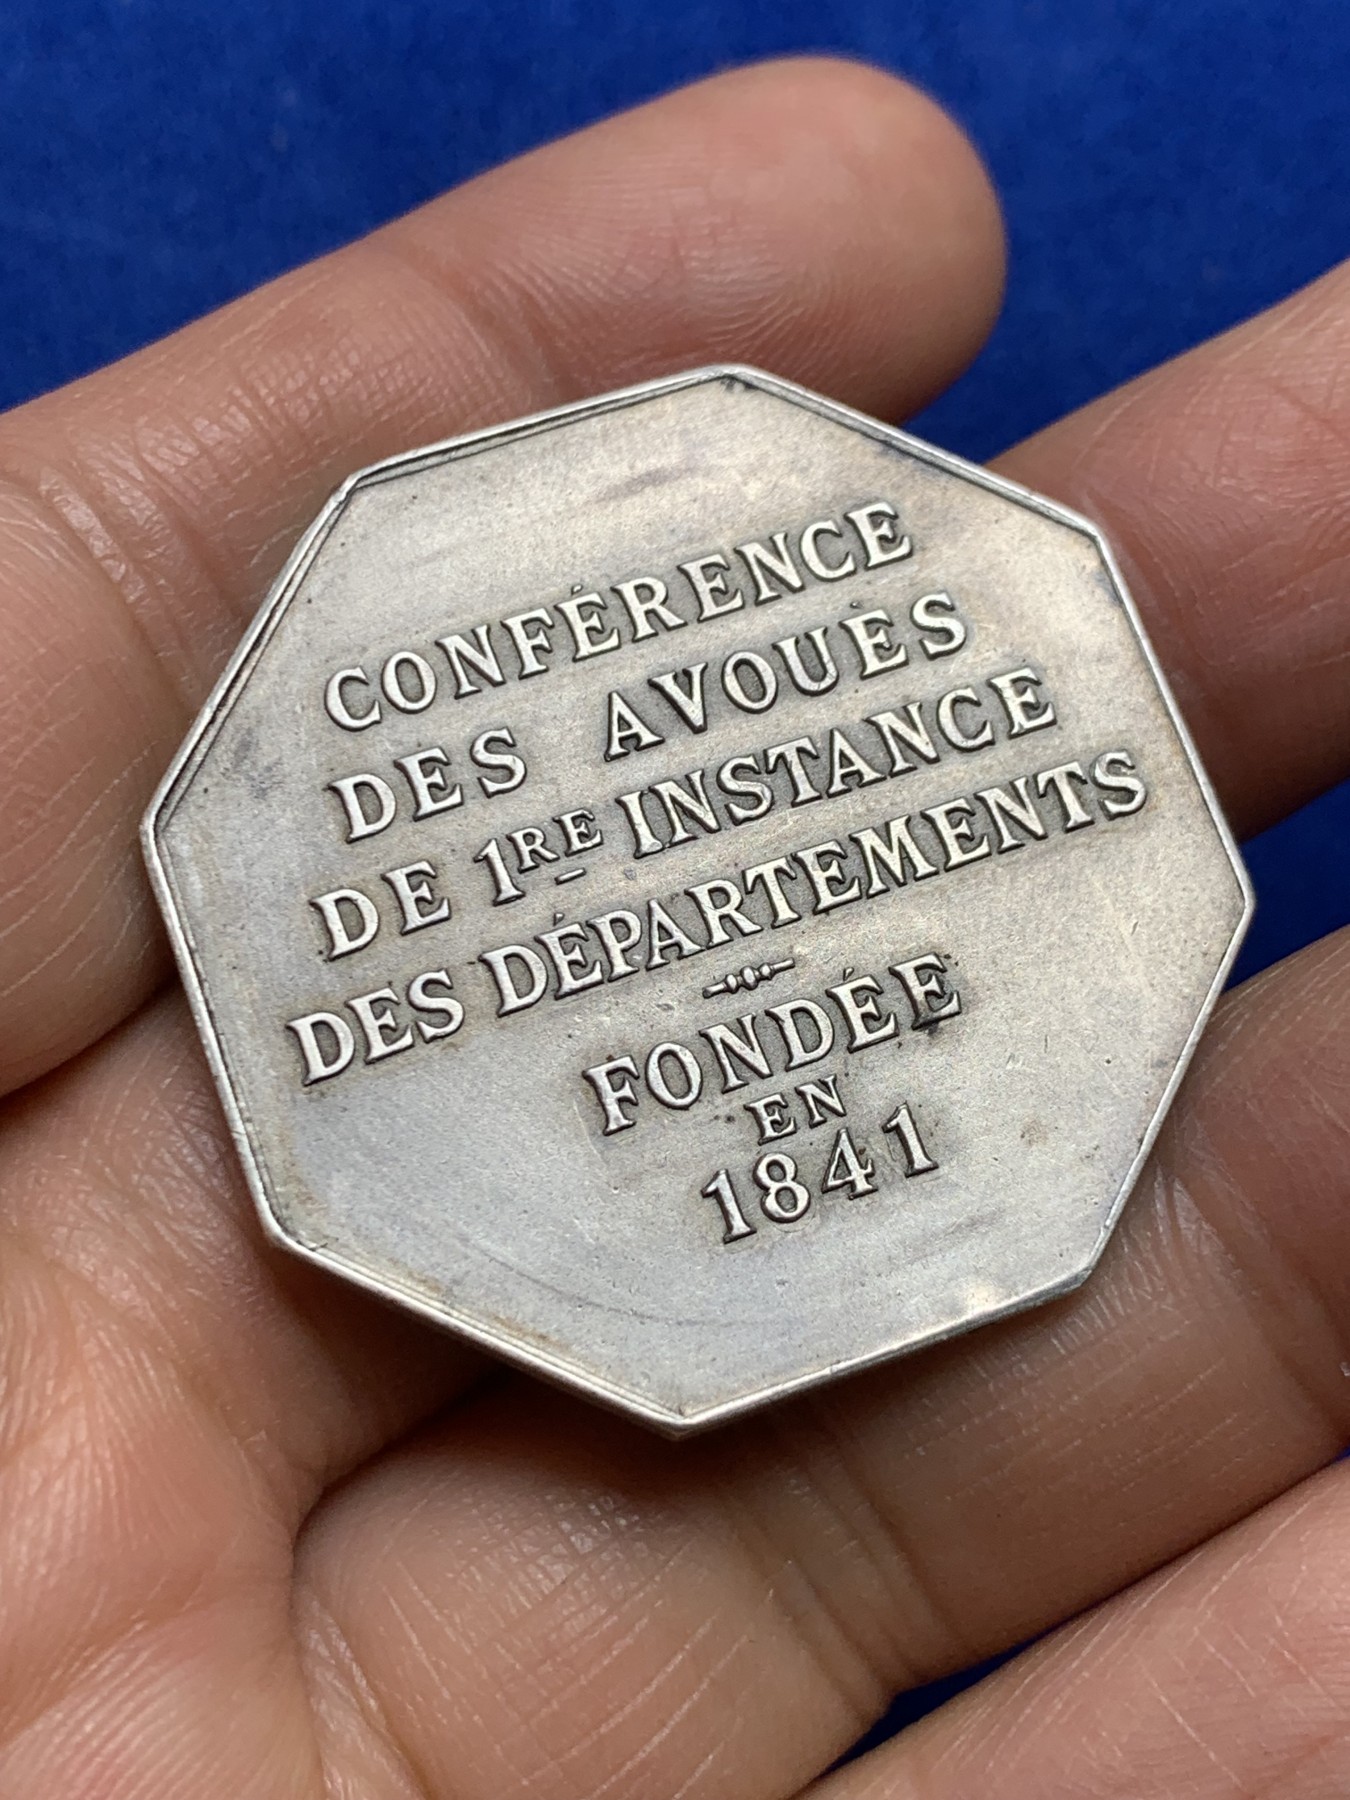 CONFÉRENCE
DES AVOUÉS
DE 1RE INSTANCE
DES DÉPARTEMENTS
FONDÉE
EN
1841